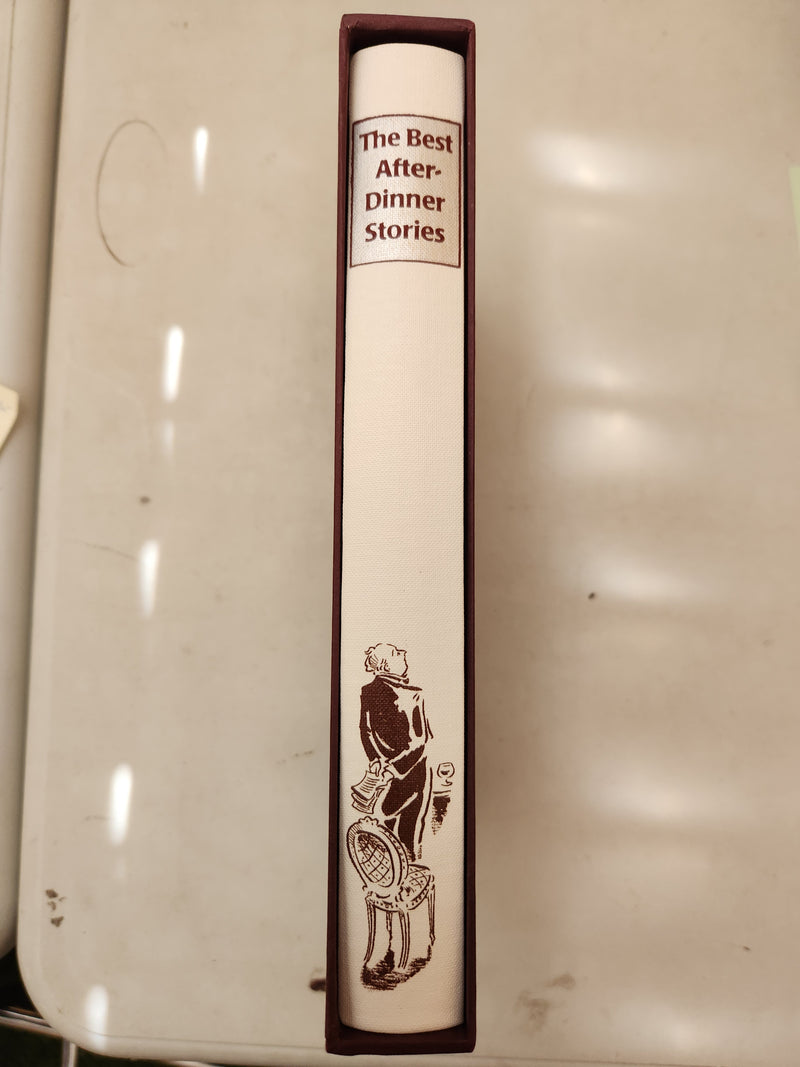 The Best
After-
Dinner
Stories